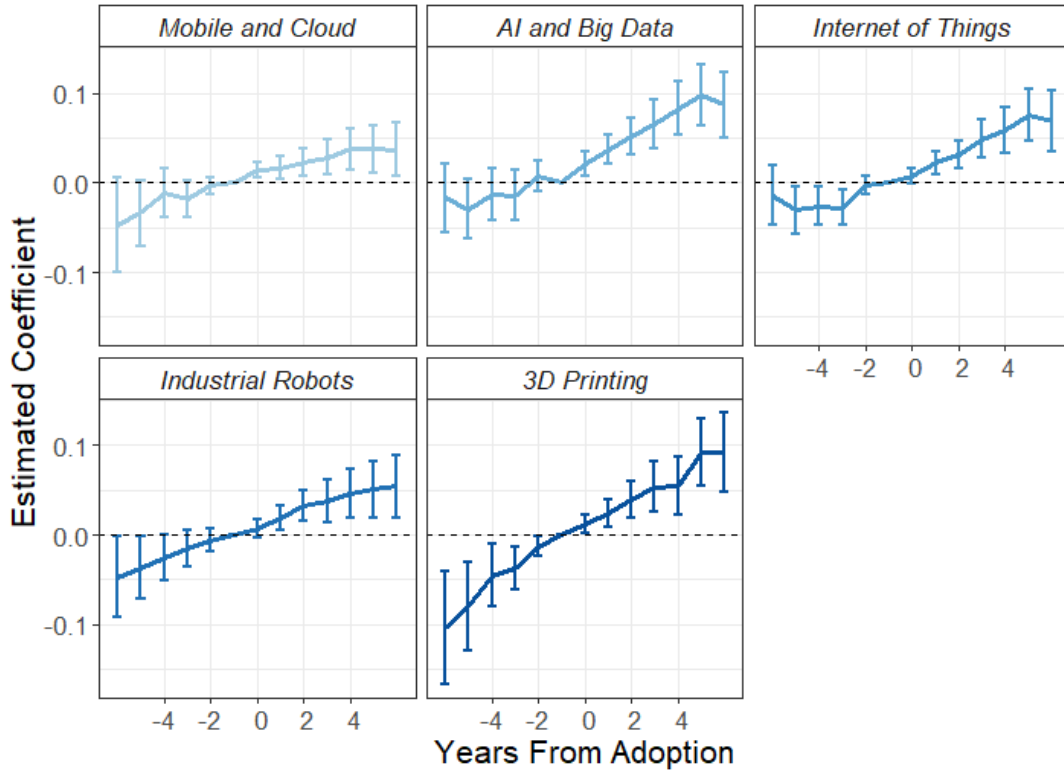 Mobile and Cloud
AI and Big Data
Internet of Things
0.1
0.0
-0.1
-4 -2 0 2 4
Industrial Robots
3D Printing
0.1
0.0
-0.1
-4 -2 0 2 4
-4 -2 0 2 4
Estimated Coefficient
Years From Adoption